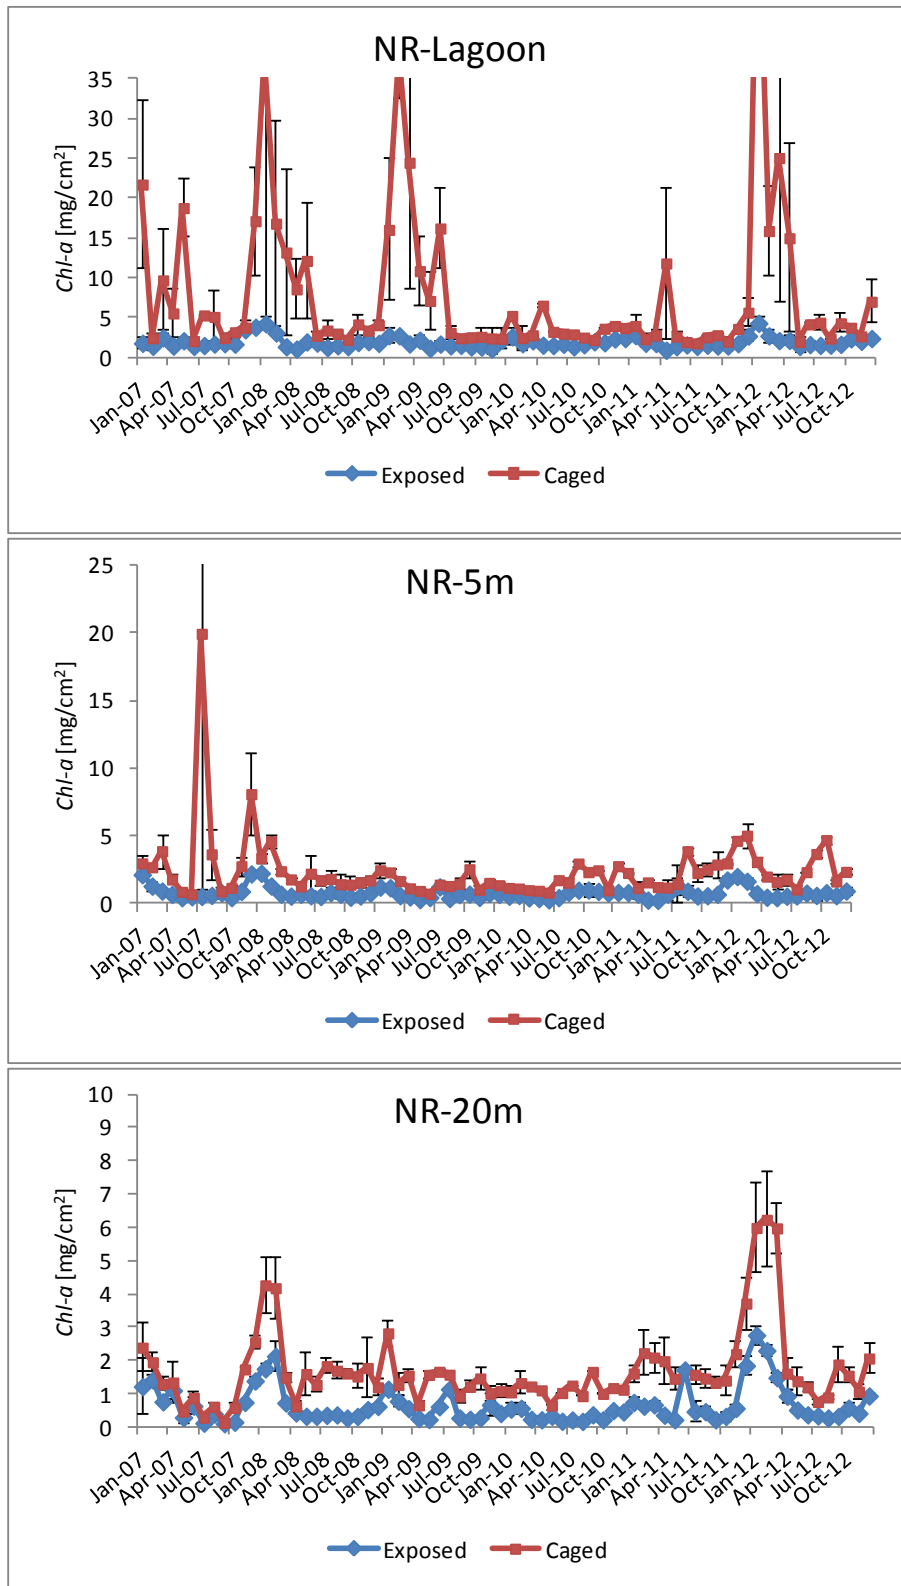 NR-Lagoon
Chl-a [mg/cm²]
35
30
25
20
15
10
5
0
Jan-07 Apr-07 Jul-07 Oct-07 Jan-08 Apr-08 Jul-08 Oct-08 Jan-09 Apr-09 Jul-09 Oct-09 Jan-10 Apr-10 Jul-10 Oct-10 Jan-11 Apr-11 Jul-11 Oct-11 Jan-12 Apr-12 Jul-12 Oct-12
Exposed Caged
NR-5m
Chl-a [mg/cm²]
25
20
15
10
5
0
Jan-07 Apr-07 Jul-07 Oct-07 Jan-08 Apr-08 Jul-08 Oct-08 Jan-09 Apr-09 Jul-09 Oct-09 Jan-10 Apr-10 Jul-10 Oct-10 Jan-11 Apr-11 Jul-11 Oct-11 Jan-12 Apr-12 Jul-12 Oct-12
Exposed Caged
NR-20m
Chl-a [mg/cm²]
10
9
8
7
6
5
4
3
2
1
0
Jan-07 Apr-07 Jul-07 Oct-07 Jan-08 Apr-08 Jul-08 Oct-08 Jan-09 Apr-09 Jul-09 Oct-09 Jan-10 Apr-10 Jul-10 Oct-10 Jan-11 Apr-11 Jul-11 Oct-11 Jan-12 Apr-12 Jul-12 Oct-12
Exposed Caged